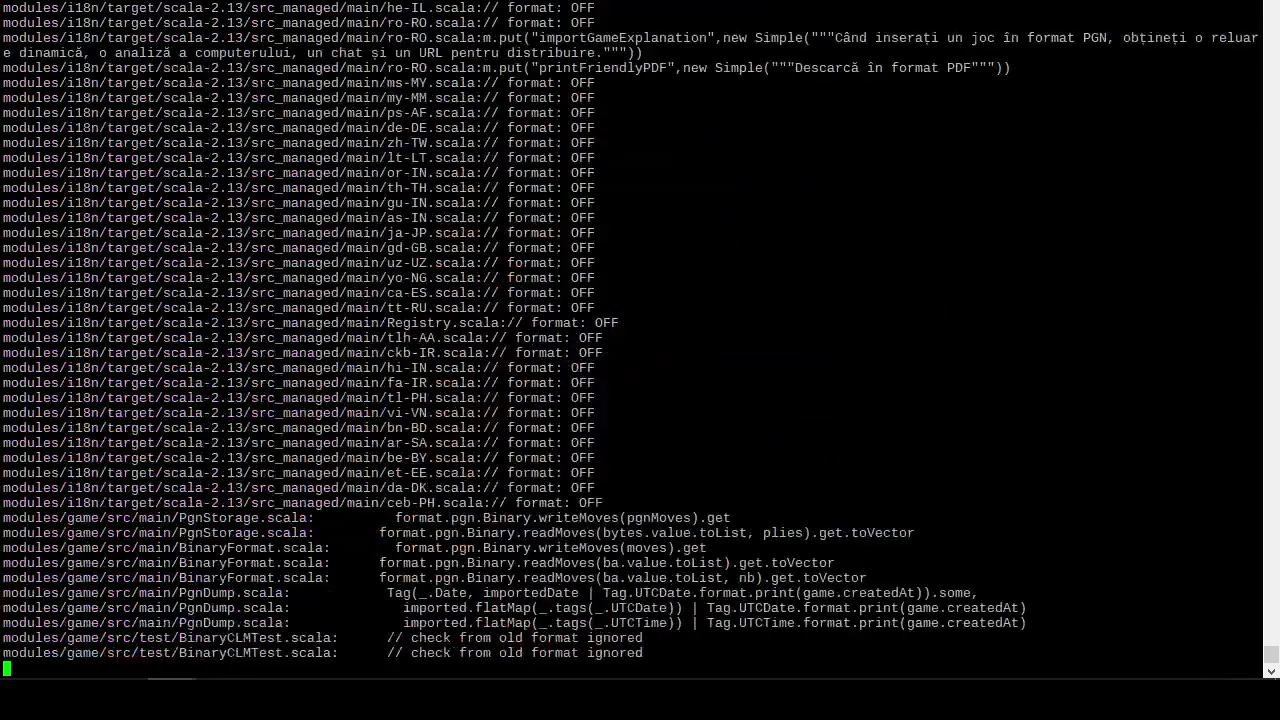 modules/i18n/target/scala-2.13/src_managed/main/he-IL.scala:// format: OFF
modules/i18n/target/scala-2.13/src_managed/main/ro-RO.scala:// format: OFF
modules/i18n/target/scala-2.13/src_managed/main/ro-RO.scala:m.put("importGameExplanation",new Simple("""Când inserați un joc în format PGN, obțineți o reluar
e dinamică, o analiză a computerului, un chat și un URL pentru distribuire."""))
modules/i18n/target/scala-2.13/src_managed/main/ro-RO.scala:m.put("printFriendlyPDF",new Simple("""Descarcă în format PDF"""))
modules/i18n/target/scala-2.13/src_managed/main/ms-MY.scala:// format: OFF
modules/i18n/target/scala-2.13/src_managed/main/my-MM.scala:// format: OFF
modules/i18n/target/scala-2.13/src_managed/main/ps-AF.scala:// format: OFF
modules/i18n/target/scala-2.13/src_managed/main/de-DE.scala:// format: OFF
modules/i18n/target/scala-2.13/src_managed/main/zh-TW.scala:// format: OFF
modules/i18n/target/scala-2.13/src_managed/main/lt-LT.scala:// format: OFF
modules/i18n/target/scala-2.13/src_managed/main/or-IN.scala:// format: OFF
modules/i18n/target/scala-2.13/src_managed/main/th-TH.scala:// format: OFF
modules/i18n/target/scala-2.13/src_managed/main/gu-IN.scala:// format: OFF
modules/i18n/target/scala-2.13/src_managed/main/as-IN.scala:// format: OFF
modules/i18n/target/scala-2.13/src_managed/main/ja-JP.scala:// format: OFF
modules/i18n/target/scala-2.13/src_managed/main/gd-GB.scala:// format: OFF
modules/i18n/target/scala-2.13/src_managed/main/uz-UZ.scala:// format: OFF
modules/i18n/target/scala-2.13/src_managed/main/yo-NG.scala:// format: OFF
modules/i18n/target/scala-2.13/src_managed/main/ca-ES.scala:// format: OFF
modules/i18n/target/scala-2.13/src_managed/main/tt-RU.scala:// format: OFF
modules/i18n/target/scala-2.13/src_managed/main/Registry.scala:// format: OFF
modules/i18n/target/scala-2.13/src_managed/main/tlh-AA.scala:// format: OFF
modules/i18n/target/scala-2.13/src_managed/main/ckb-IR.scala:// format: OFF
modules/i18n/target/scala-2.13/src_managed/main/hi-IN.scala:// format: OFF
modules/i18n/target/scala-2.13/src_managed/main/fa-IR.scala:// format: OFF
modules/i18n/target/scala-2.13/src_managed/main/tl-PH.scala:// format: OFF
modules/i18n/target/scala-2.13/src_managed/main/vi-VN.scala:// format: OFF
modules/i18n/target/scala-2.13/src_managed/main/bn-BD.scala:// format: OFF
modules/i18n/target/scala-2.13/src_managed/main/ar-SA.scala:// format: OFF
modules/i18n/target/scala-2.13/src_managed/main/be-BY.scala:// format: OFF
modules/i18n/target/scala-2.13/src_managed/main/et-EE.scala:// format: OFF
modules/i18n/target/scala-2.13/src_managed/main/da-DK.scala:// format: OFF
modules/i18n/target/scala-2.13/src_managed/main/ceb-PH.scala:// format: OFF
modules/game/src/main/PgnStorage.scala:          format.pgn.Binary.writeMoves(pgnMoves).get
modules/game/src/main/PgnStorage.scala:        format.pgn.Binary.readMoves(bytes.value.toList, plies).get.toVector
modules/game/src/main/BinaryFormat.scala:        format.pgn.Binary.writeMoves(moves).get
modules/game/src/main/BinaryFormat.scala:      format.pgn.Binary.readMoves(ba.value.toList).get.toVector
modules/game/src/main/BinaryFormat.scala:      format.pgn.Binary.readMoves(ba.value.toList, nb).get.toVector
modules/game/src/main/PgnDump.scala:            Tag(_.Date, importedDate | Tag.UTCDate.format.print(game.createdAt)).some,
modules/game/src/main/PgnDump.scala:              imported.flatMap(_.tags(_.UTCDate)) | Tag.UTCDate.format.print(game.createdAt)
modules/game/src/main/PgnDump.scala:              imported.flatMap(_.tags(_.UTCTime)) | Tag.UTCTime.format.print(game.createdAt)
modules/game/src/test/BinaryCLMTest.scala:      // check from old format ignored
modules/game/src/test/BinaryCLMTest.scala:      // check from old format ignored